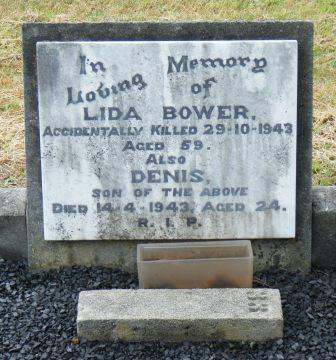 In Memory
Loving of
LIDA BOWER,
ACCIDENTALLY KILLED 29-10-1943
AGED 59.
ALSO
DENIS,
SON OF THE ABOVE
DIED 14-4-1943, AGED 24.
R. I. P.